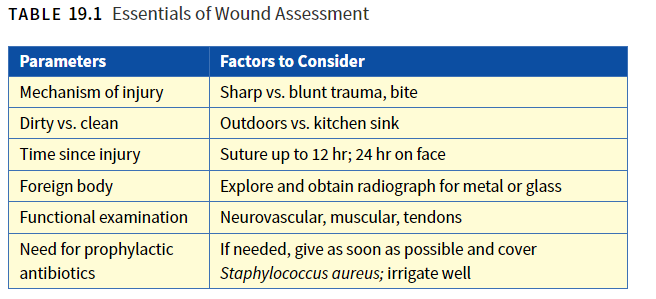 TABLE 19.1 Essentials of Wound Assessment
Parameters Factors to Consider
Mechanism of injury Sharp vs. blunt trauma, bite
Dirty vs. clean Outdoors vs. kitchen sink
Time since injury Suture up to 12 hr; 24 hr on face
Foreign body Explore and obtain radiograph for metal or glass
Functional examination Neurovascular, muscular, tendons
Need for prophylactic If needed, give as soon as possible and cover
antibiotics Staphylococcus aureus; irrigate well